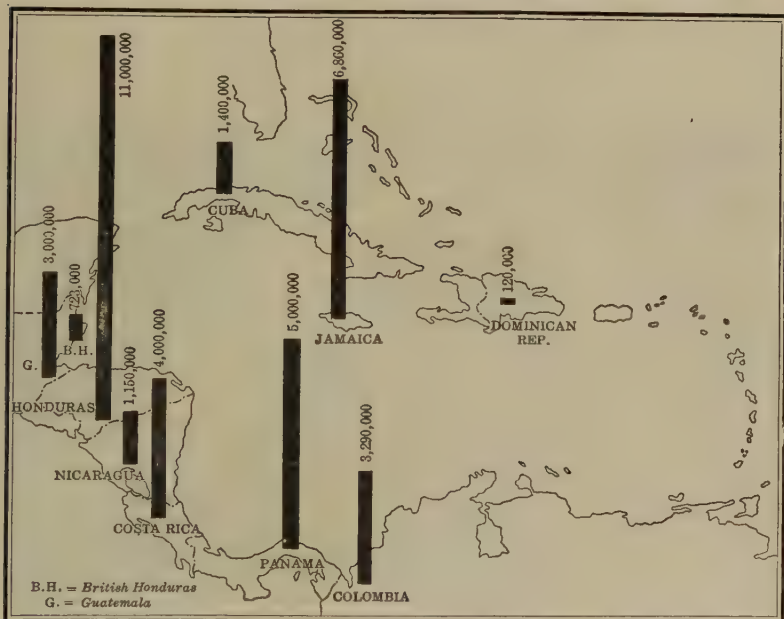 11,000,000
6,860,000
1,400,000
CUBA
3,000,000
720,000
120,000
B.H.
JAMAICA
DOMINICAN
REP.
G.
4,000,000
5,000,000
HONDURAS
1,150,000
3,290,000
NICARAGUA
COSTA RICA
PANAMA
COLOMBIA
B.H. = British Honduras
G. = Guatemala